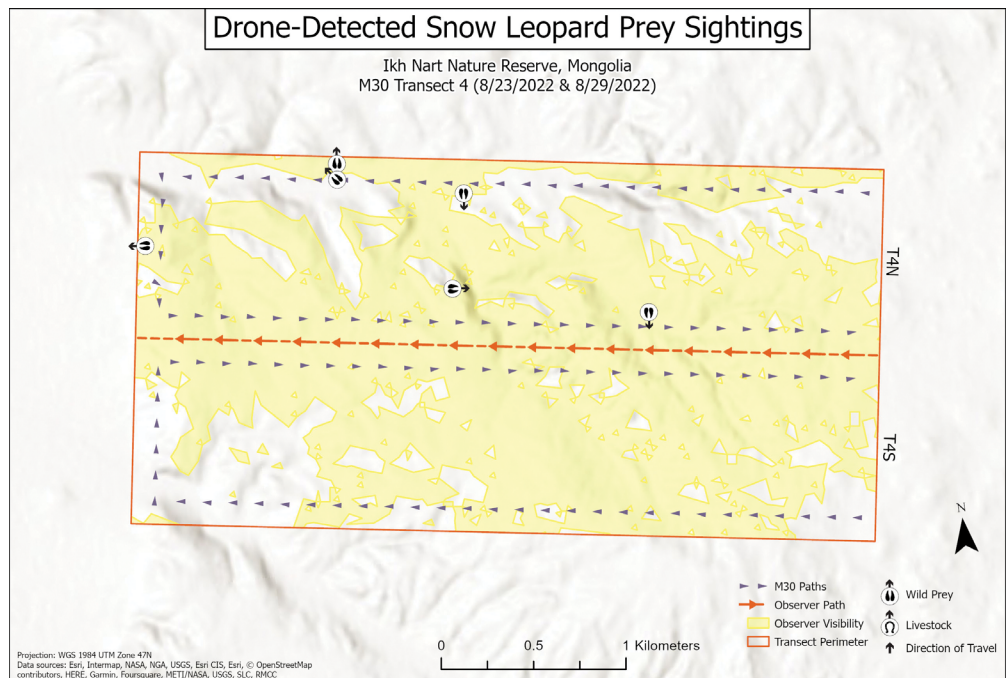 Drone-Detected Snow Leopard Prey Sightings
Ikh Nart Nature Reserve, Mongolia
M30 Transect 4 (8/23/2022 & 8/29/2022)
T4N
T4S
N
M30 Paths
Observer Path
Observer Visibility
Transect Perimeter
Wild Prey
Livestock
Direction of Travel
0 0.5 1 Kilometers
Projection: WGS 1984 UTM Zone 47N
Data sources: Esri, Intermap, NASA, NGA, USGS, Esri CIS, Esri, © OpenStreetMap
contributors, HERE, Garmin, Foursquare, METI/NASA, USGS, SLC, RMCC